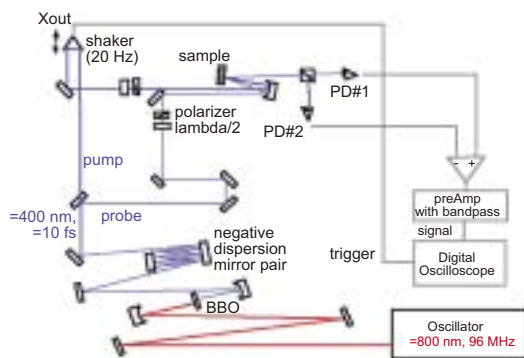 Xout
shaker
(20 Hz)
sample
PD#1
polarizer
lambda/2
PD#2
- +
pump
preAmp
with bandpass
probe
signal
=400 nm,
=10 fs
negative
dispersion
mirror pair
trigger
Digital
Oscilloscope
BBO
Oscillator
=800 nm, 96 MHz